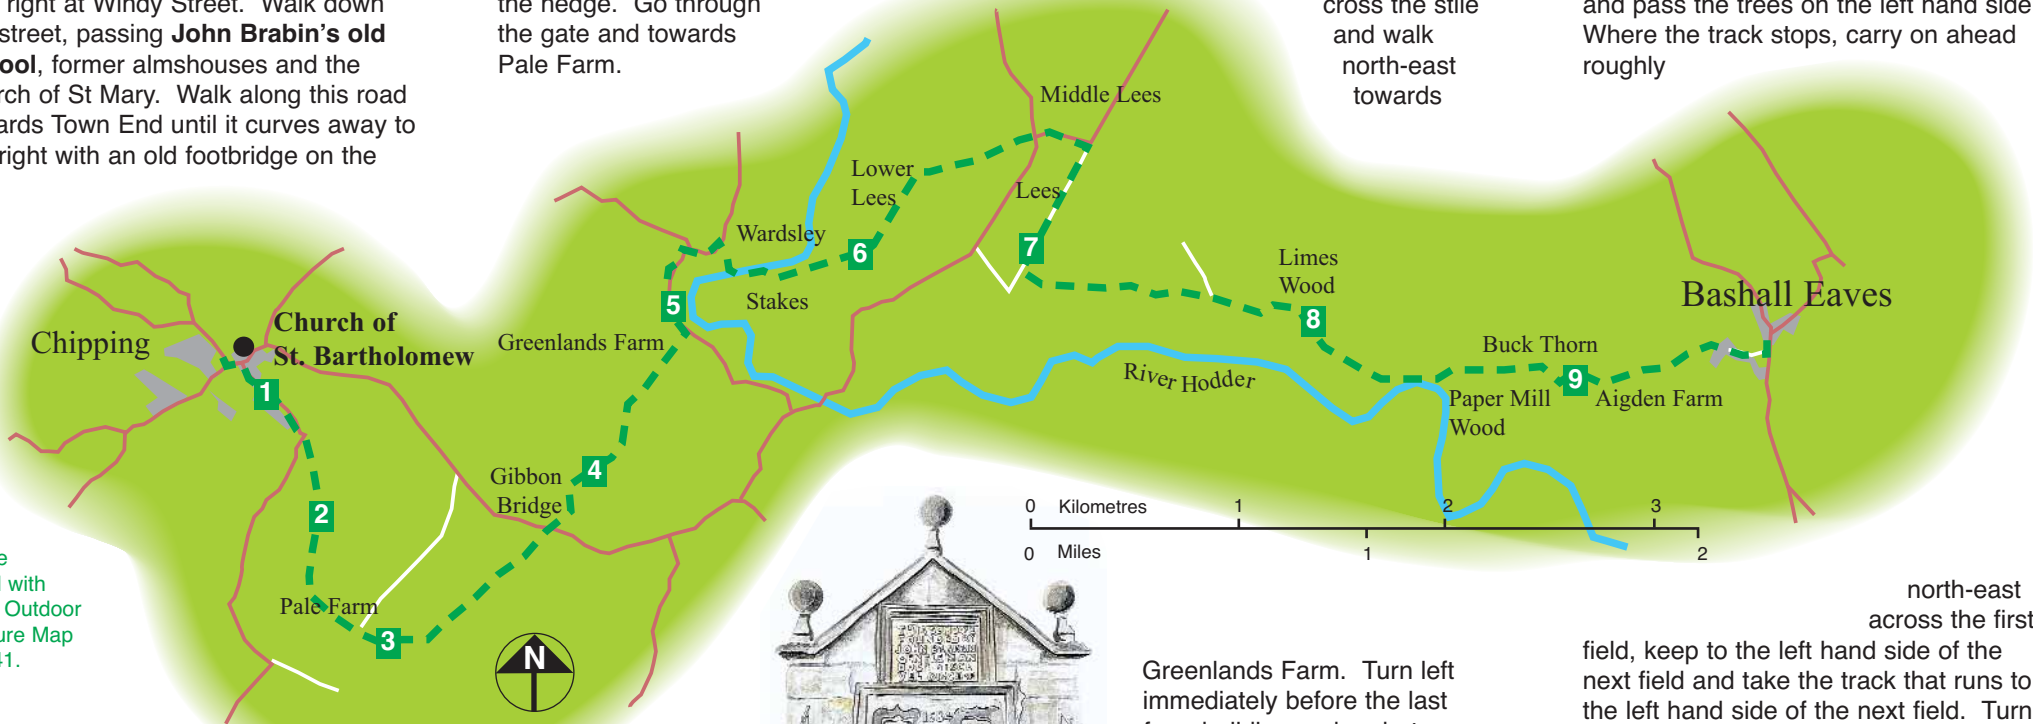 right at Windy Street. Walk down
street, passing John Brabin's old
ool, former almshouses and the
rch of St Mary. Walk along this road
ards Town End until it curves away to
right with an old footbridge on the
the hedge. Go through
the gate and towards
Pale Farm.
cross the stile
and walk
north-east
towards
and pass the trees on the left hand side
Where the track stops, carry on ahead
roughly
Middle Lees
Lower
Lees
Lees
Wardsley
6
7
Stakes
5
Greenlands Farm
Limes
Wood
8
Bashall Eaves
Chipping
Church of
St. Bartholomew
1
River Hodder
Buck Thorn
9
Paper Mill
Wood
Aigden Farm
Gibbon
Bridge
4
2
Pale Farm
3
N
0 Kilometres 1 2 3
0 Miles 1 2
e
with
Outdoor
ure Map
41.
Greenlands Farm. Turn left
immediately before the last
north-east
across the first
field, keep to the left hand side of the
next field and take the track that runs to
the left hand side of the next field. Turn